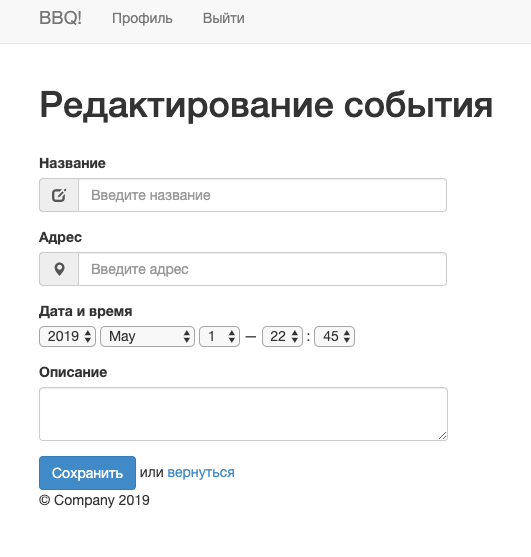 BBQ! Профиль Выйти
Редактирование события
Название
Введите название
Адрес
Введите адрес
Дата и время
2019 May 1 — 22 : 45
Описание
Сохранить или вернуться
© Company 2019